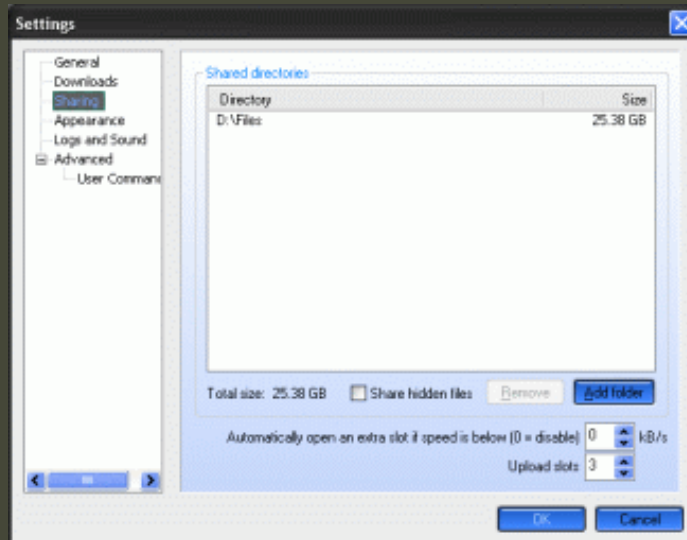 Settings
General
Downloads
Sharing
Appearance
Logs and Sound
Advanced
User Comman
Shared directories
Directory Size
D:\Files 25.38 GB
Total size: 25.38 GB Share hidden files Remove Add folder
Automatically open an extra slot if speed is below (0 = disable) 0 kB/s
Upload slots 3
OK Cancel